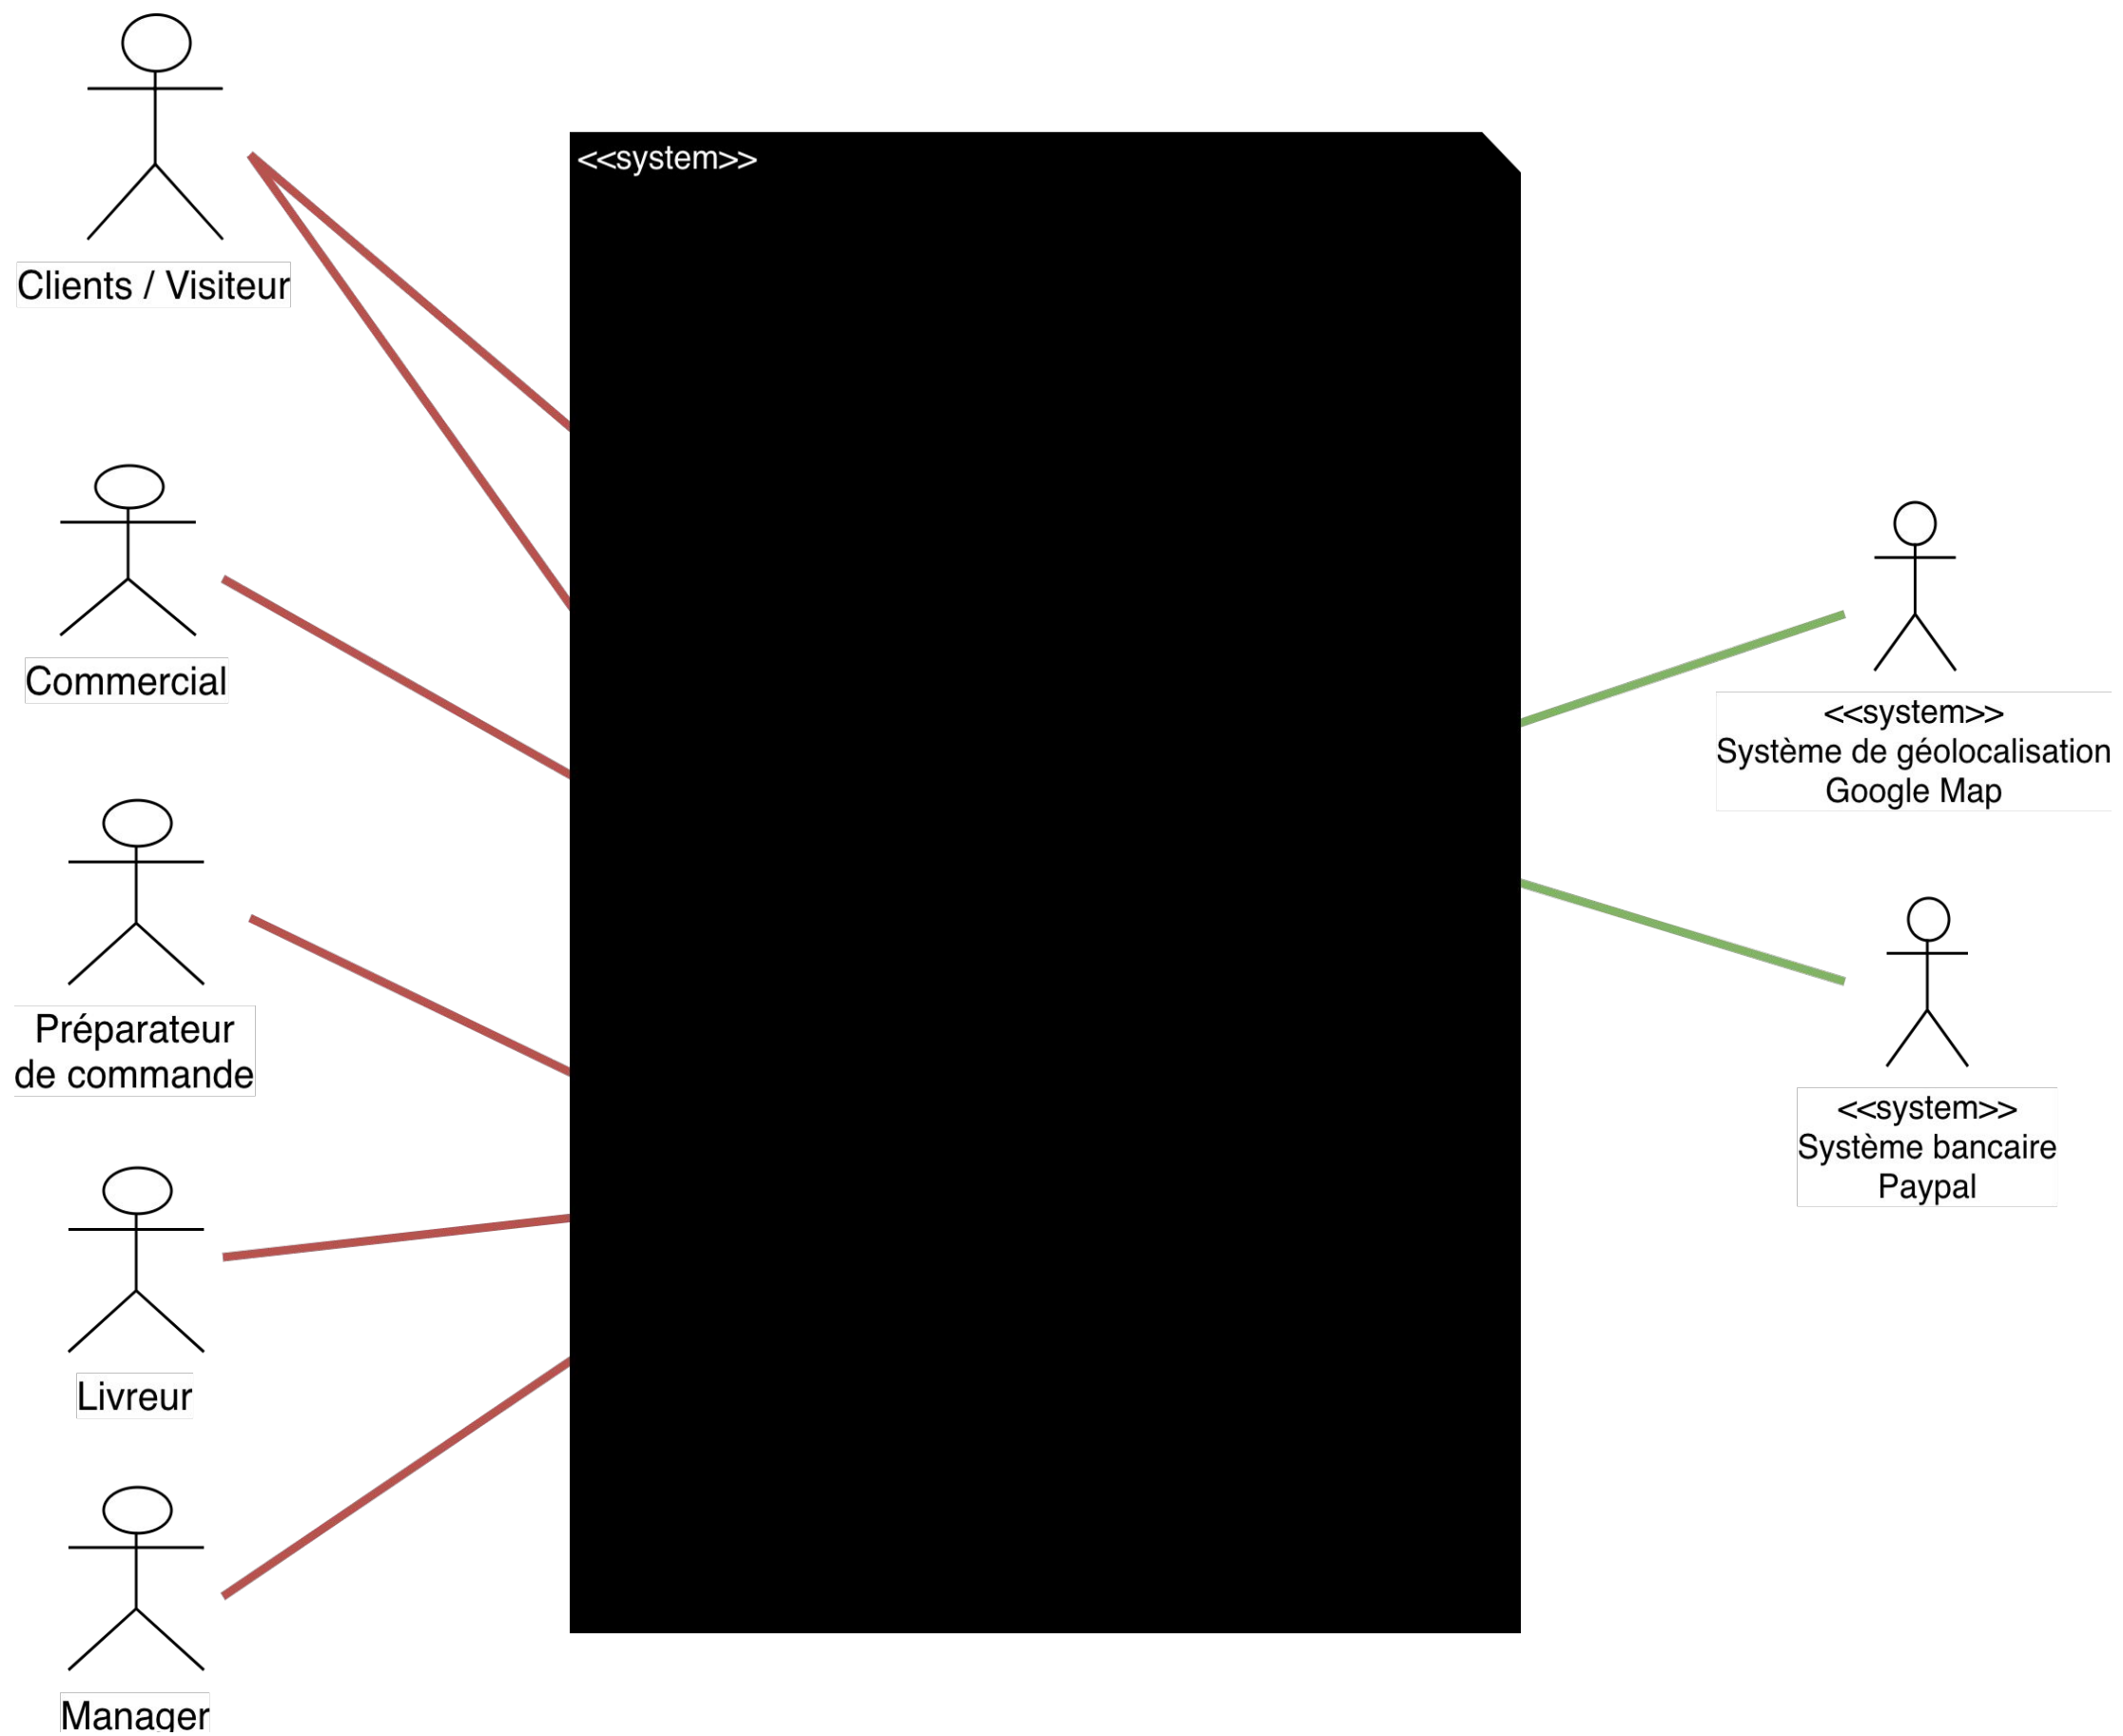 <<system>>
Clients / Visiteur
Commercial
<<system>>
Système de géolocalisation
Google Map
Préparateur
de commande
<<system>>
Système bancaire
Paypal
Livreur
Manager